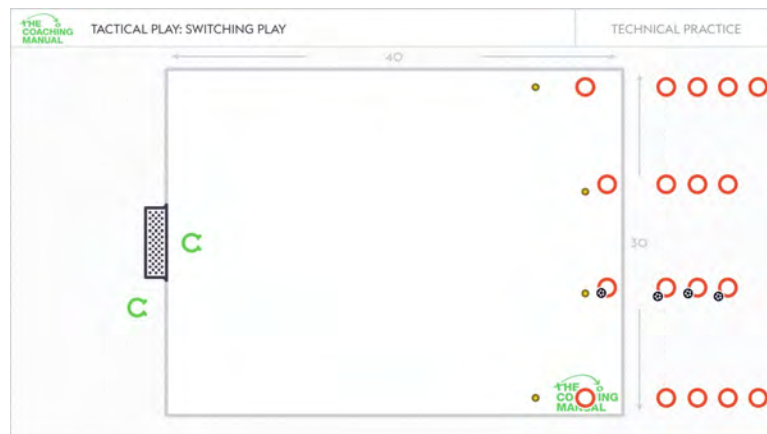 THE
COACHING
MANUAL
TACTICAL PLAY: SWITCHING PLAY
TECHNICAL PRACTICE
40
30
THE
COACHING
MANUAL